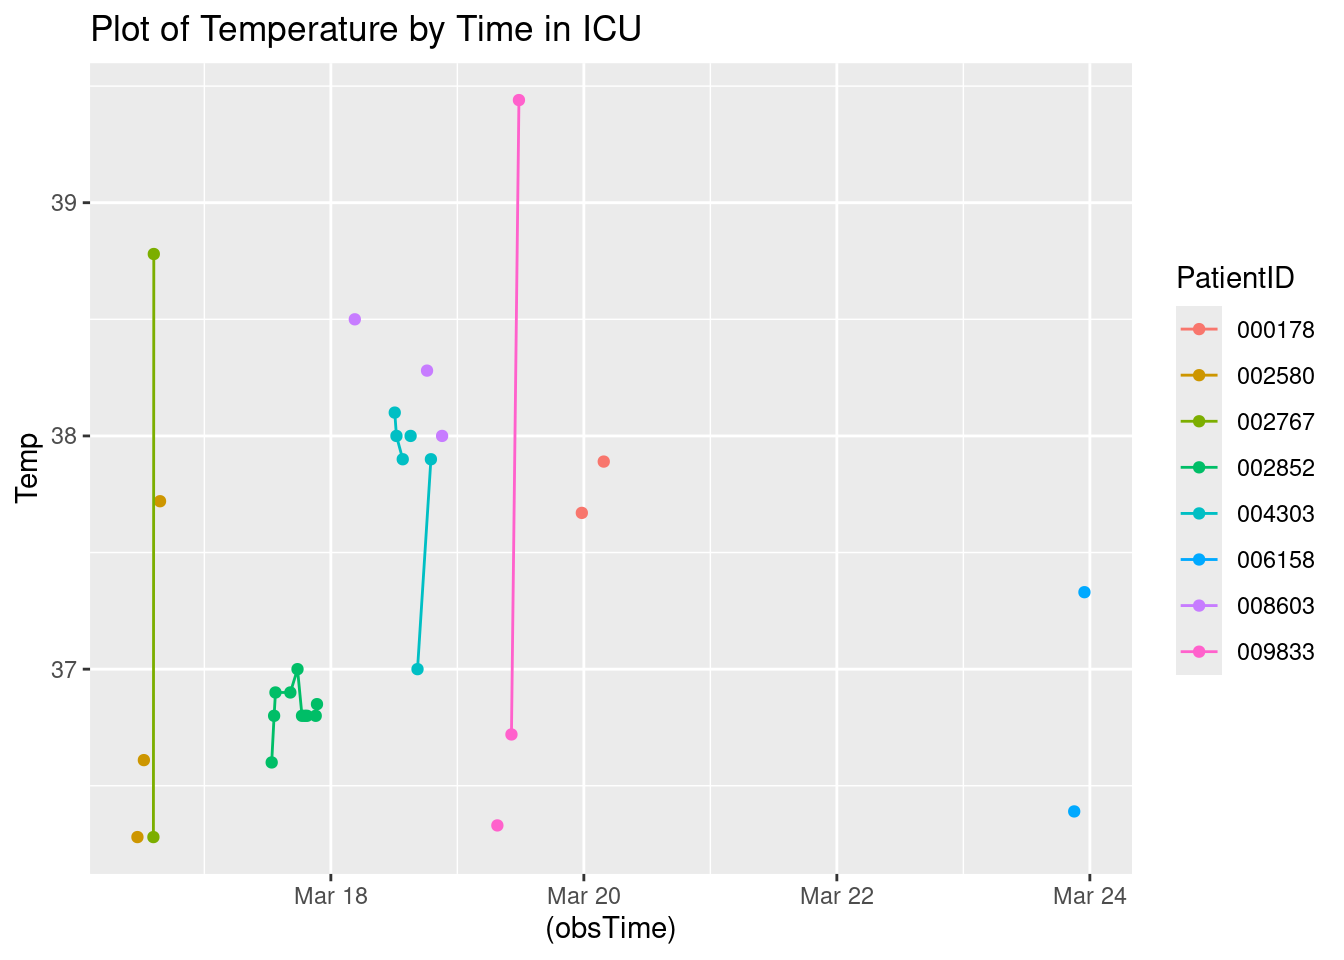 Plot of Temperature by Time in ICU
39
38
37
Temp
Mar 18
Mar 20
Mar 22
Mar 24
(obsTime)
PatientID
000178
002580
002767
002852
004303
006158
008603
009833